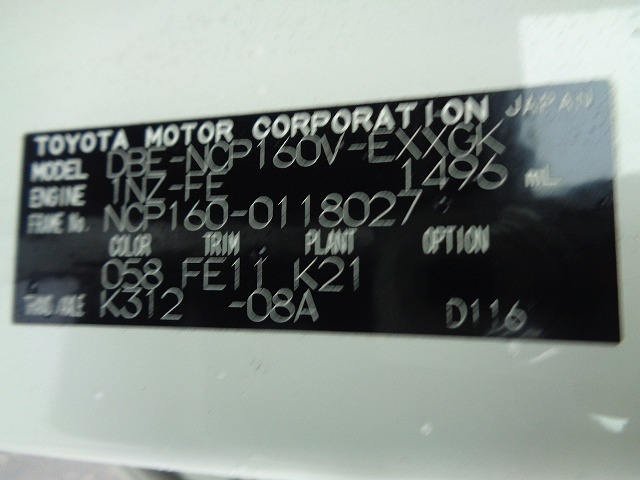 TOYOTA MOTOR CORPORATION JAPAN
MODEL DBE-NCP160V-EXXGK
ENGINE 1NZ-FE 1496 mL.
FRAME No. NCP160-0118027
COLOR TRIM PLANT OPTION
058 FE11 K21
TRANS/AXLE K312 -08A D116